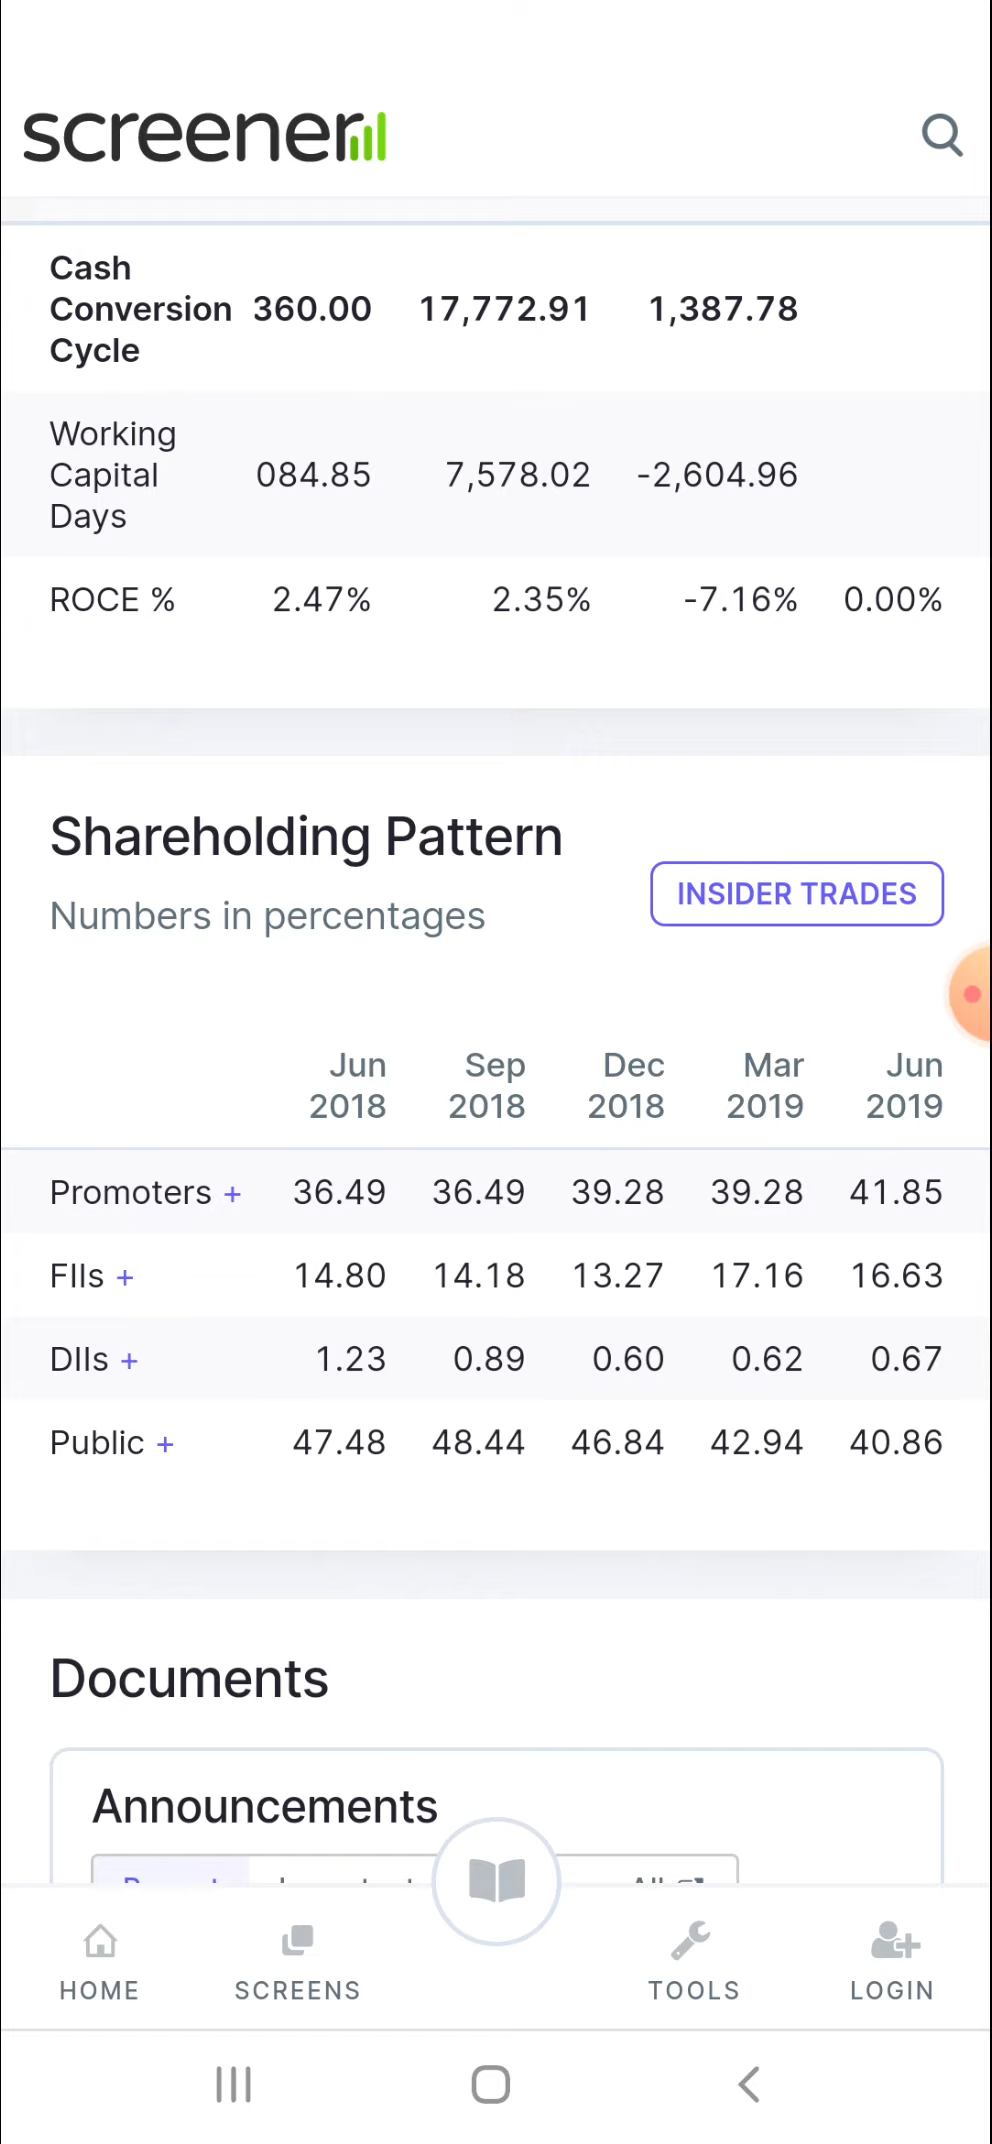 screener
Cash
Conversion 360.00 17,772.91 1,387.78
Cycle
Working
Capital 084.85 7,578.02 -2,604.96
Days
ROCE % 2.47% 2.35% -7.16% 0.00%
Shareholding Pattern
INSIDER TRADES
Numbers in percentages
Jun Sep Dec Mar Jun
2018 2018 2018 2019 2019
Promoters + 36.49 36.49 39.28 39.28 41.85
FIIs + 14.80 14.18 13.27 17.16 16.63
DIIs + 1.23 0.89 0.60 0.62 0.67
Public + 47.48 48.44 46.84 42.94 40.86
Documents
Announcements
HOME SCREENS TOOLS LOGIN